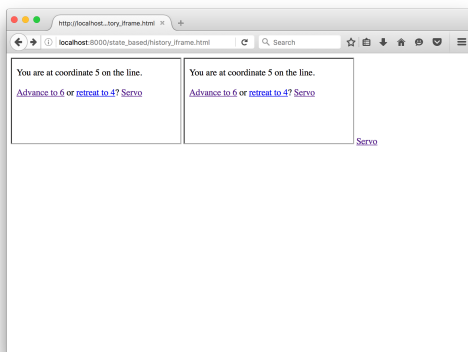 http://localhost...tory_iframe.html
localhost:8000/state_based/history_iframe.html
Search
You are at coordinate 5 on the line.
Advance to 6 or retreat to 4? Servo
You are at coordinate 5 on the line.
Advance to 6 or retreat to 4? Servo
Servo